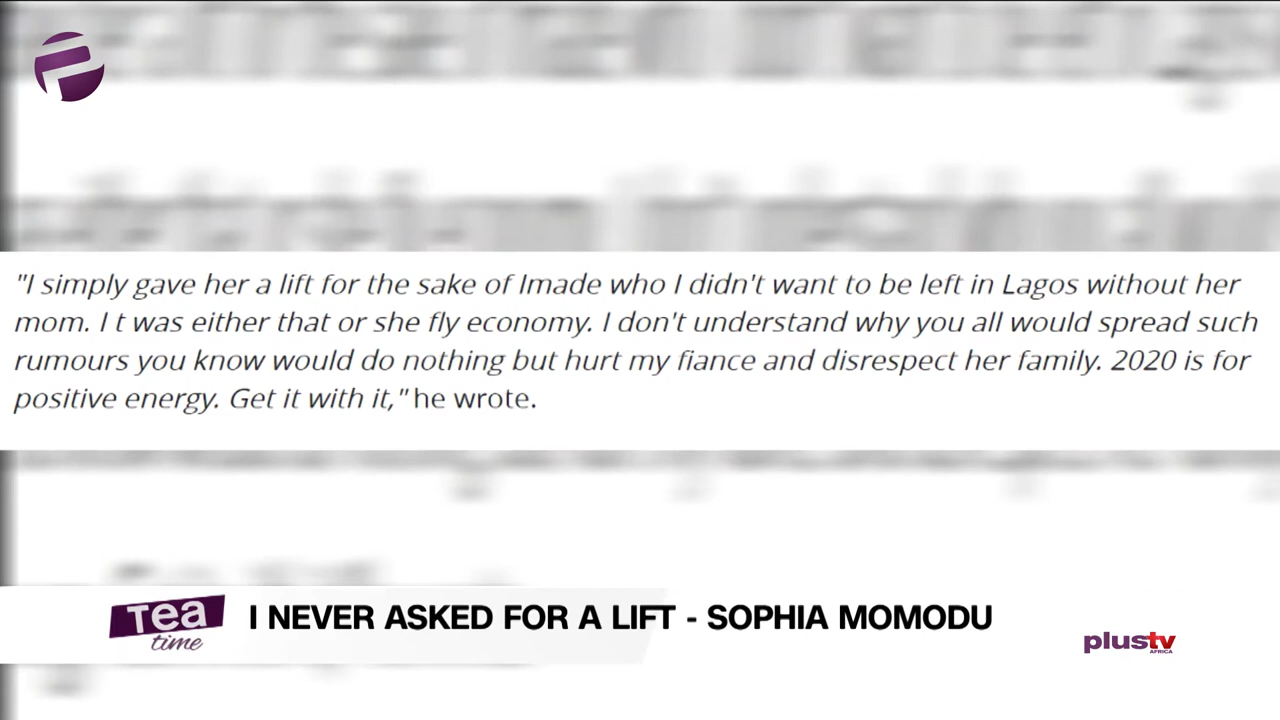 "I simply gave her a lift for the sake of Imade who I didn't want to be left in Lagos without her
mom. I t was either that or she fly economy. I don't understand why you all would spread such
rumours you know would do nothing but hurt my fiance and disrespect her family. 2020 is for
positive energy. Get it with it," he wrote.
Tea
time
I NEVER ASKED FOR A LIFT - SOPHIA MOMODU
plustv
AFRICA